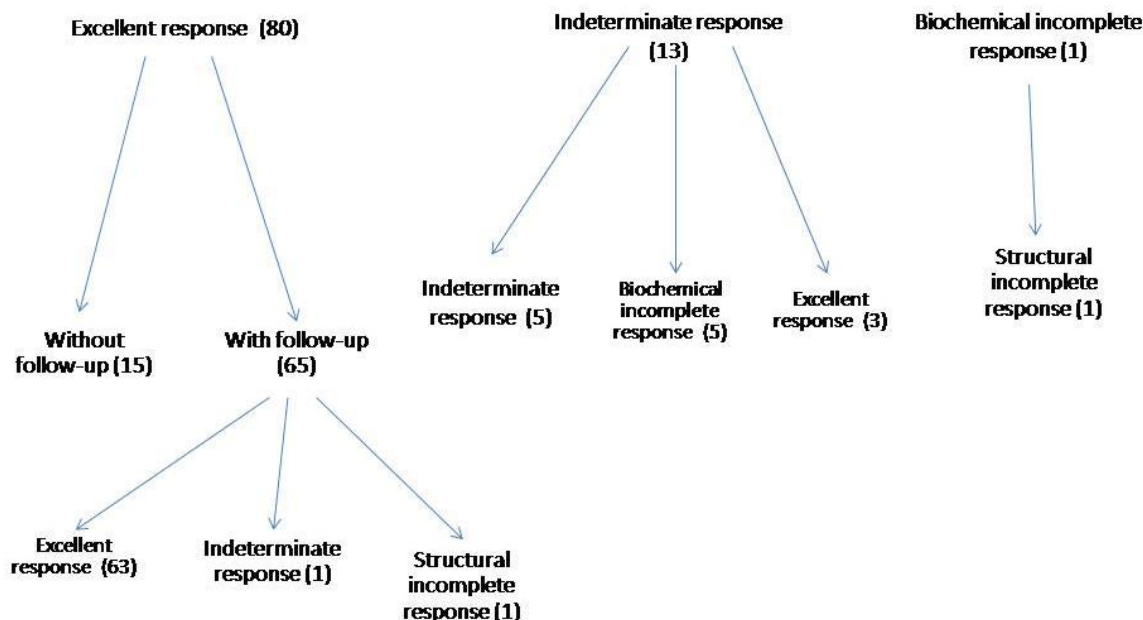 Excellent response (80)
Indeterminate response
(13)
Biochemical incomplete
response (1)
Indeterminate
response (5)
Biochemical
incomplete
response (5)
Excellent
response (3)
Structural
incomplete
response (1)
Without
follow-up (15)
With follow-up
(65)
Excellent
response (63)
Indeterminate
response (1)
Structural
incomplete
response (1)